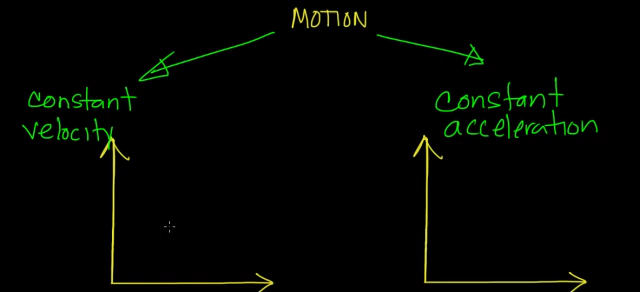 MOTION
constant
velocity
constant
acceleration